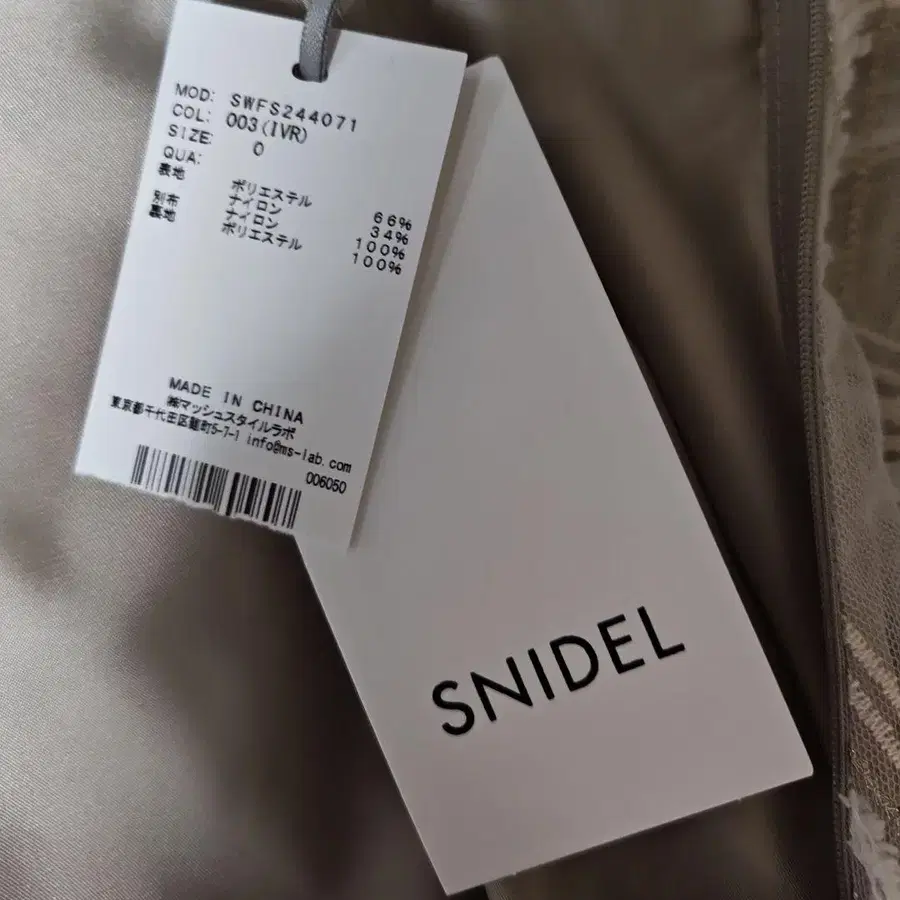 MOD: SWFS244071
COL: 003(IVR)
SIZE: 0
QUA:
表地 ポリエステル 66%
ナイロン 34%
別布 ナイロン 100%
裏地 ポリエステル 100%
MADE IN CHINA
㈱マッシュスタイルラボ
東京都千代田区麹町5-7-1 info@ms-lab.com
006050
SNIDEL